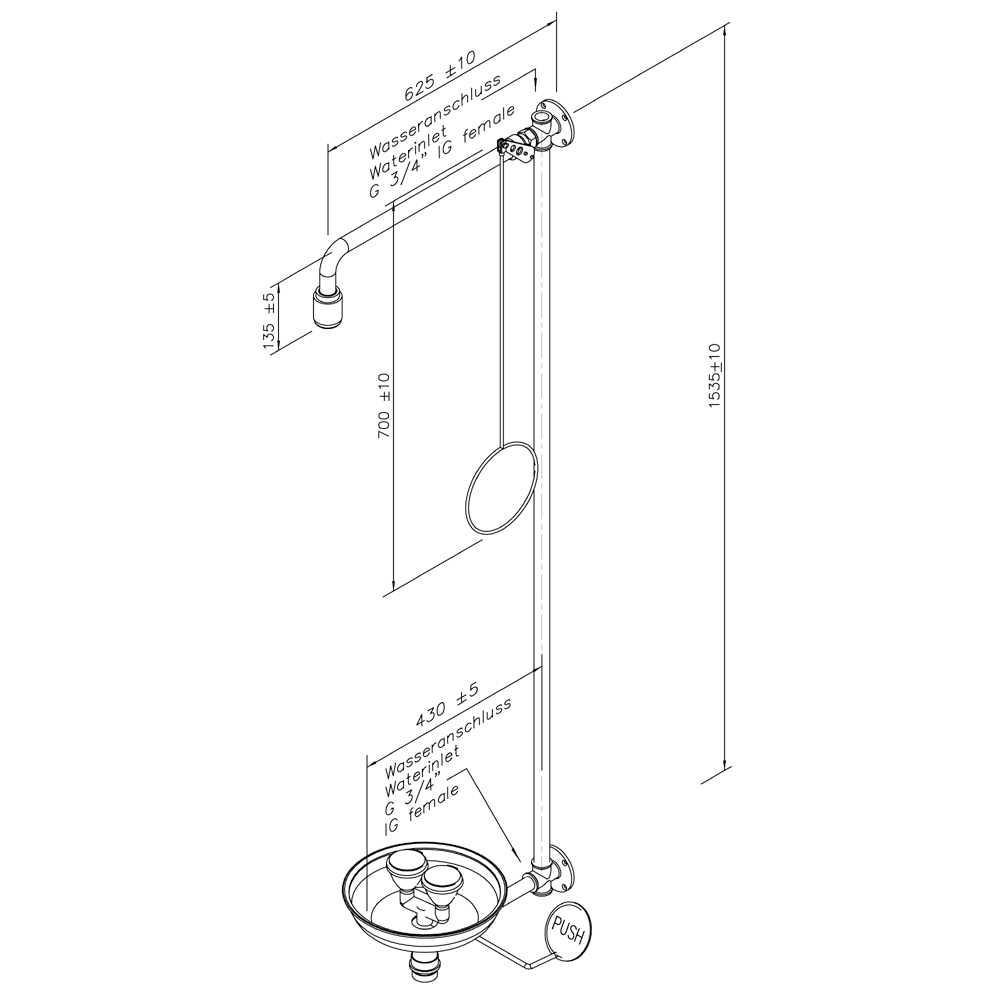 625 ±10
Wasseranschluss
Waterinlet
G 3/4" IG female
135 ±5
700 ±10
1535±10
430 ±5
Wasseranschluss
Waterinlet
G 3/4"
IG female
PUSH